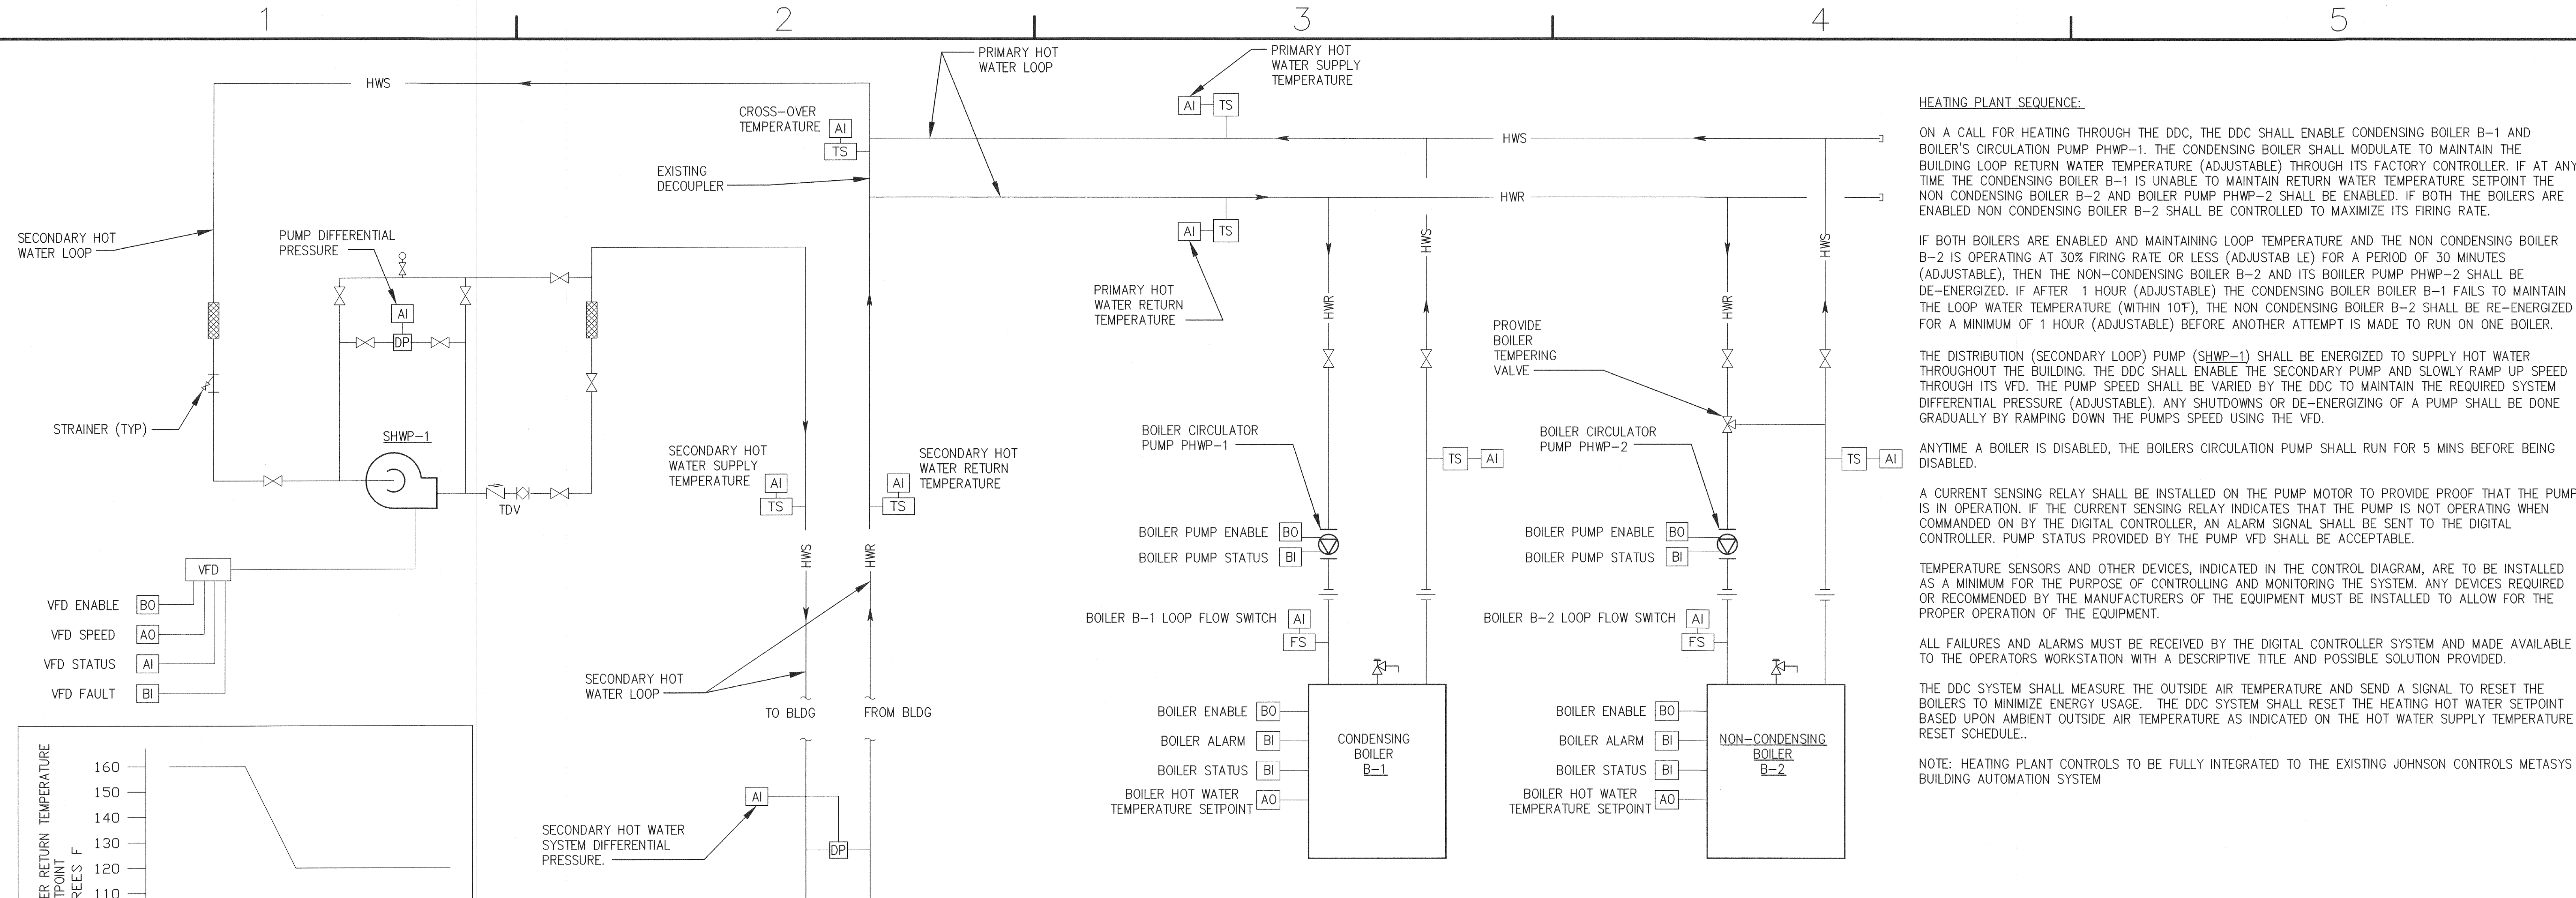 1
2
3
4
5
PRIMARY HOT
WATER LOOP
PRIMARY HOT
WATER SUPPLY
TEMPERATURE
HWS
CROSS-OVER
TEMPERATURE
AI
TS
AI
TS
HWS
EXISTING
DECOUPLER
HWR
SECONDARY HOT
WATER LOOP
PUMP DIFFERENTIAL
PRESSURE
AI
DP
AI
TS
PRIMARY HOT
WATER RETURN
TEMPERATURE
HWR
HWS
HWR
HWS
PROVIDE
BOILER
TEMPERING
VALVE
STRAINER (TYP)
SHWP-1
TDV
SECONDARY HOT
WATER SUPPLY
TEMPERATURE
AI
TS
SECONDARY HOT
WATER RETURN
TEMPERATURE
AI
TS
BOILER CIRCULATOR
PUMP PHWP-1
TS
AI
BOILER CIRCULATOR
PUMP PHWP-2
TS
AI
HWS
HWR
BOILER PUMP ENABLE
BO
BOILER PUMP STATUS
BI
BOILER PUMP ENABLE
BO
BOILER PUMP STATUS
BI
VFD
VFD ENABLE
BO
VFD SPEED
AO
VFD STATUS
AI
VFD FAULT
BI
BOILER B-1 LOOP FLOW SWITCH
AI
FS
BOILER B-2 LOOP FLOW SWITCH
AI
FS
SECONDARY HOT
WATER LOOP
TO BLDG
FROM BLDG
BOILER ENABLE
BO
BOILER ALARM
BI
BOILER STATUS
BI
BOILER HOT WATER
TEMPERATURE SETPOINT
AO
CONDENSING
BOILER
B-1
BOILER ENABLE
BO
BOILER ALARM
BI
BOILER STATUS
BI
BOILER HOT WATER
TEMPERATURE SETPOINT
AO
NON-CONDENSING
BOILER
B-2
AI
SECONDARY HOT WATER
SYSTEM DIFFERENTIAL
PRESSURE.
DP
RETURN TEMPERATURE
160
150
140
130
120
110
HEATING PLANT SEQUENCE:
ON A CALL FOR HEATING THROUGH THE DDC, THE DDC SHALL ENABLE CONDENSING BOILER B-1 AND
BOILER'S CIRCULATION PUMP PHWP-1. THE CONDENSING BOILER SHALL MODULATE TO MAINTAIN THE
BUILDING LOOP RETURN WATER TEMPERATURE (ADJUSTABLE) THROUGH ITS FACTORY CONTROLLER. IF AT ANY
TIME THE CONDENSING BOILER B-1 IS UNABLE TO MAINTAIN RETURN WATER TEMPERATURE SETPOINT THE
NON CONDENSING BOILER B-2 AND BOILER PUMP PHWP-2 SHALL BE ENABLED. IF BOTH THE BOILERS ARE
ENABLED NON CONDENSING BOILER B-2 SHALL BE CONTROLLED TO MAXIMIZE ITS FIRING RATE.
IF BOTH BOILERS ARE ENABLED AND MAINTAINING LOOP TEMPERATURE AND THE NON CONDENSING BOILER
B-2 IS OPERATING AT 30% FIRING RATE OR LESS (ADJUSTAB LE) FOR A PERIOD OF 30 MINUTES
(ADJUSTABLE), THEN THE NON-CONDENSING BOILER B-2 AND ITS BOIILER PUMP PHWP-2 SHALL BE
DE-ENERGIZED. IF AFTER 1 HOUR (ADJUSTABLE) THE CONDENSING BOILER BOILER B-1 FAILS TO MAINTAIN
THE LOOP WATER TEMPERATURE (WITHIN 10°F), THE NON CONDENSING BOILER B-2 SHALL BE RE-ENERGIZED
FOR A MINIMUM OF 1 HOUR (ADJUSTABLE) BEFORE ANOTHER ATTEMPT IS MADE TO RUN ON ONE BOILER.
THE DISTRIBUTION (SECONDARY LOOP) PUMP (SHWP-1) SHALL BE ENERGIZED TO SUPPLY HOT WATER
THROUGHOUT THE BUILDING. THE DDC SHALL ENABLE THE SECONDARY PUMP AND SLOWLY RAMP UP SPEED
THROUGH ITS VFD. THE PUMP SPEED SHALL BE VARIED BY THE DDC TO MAINTAIN THE REQUIRED SYSTEM
DIFFERENTIAL PRESSURE (ADJUSTABLE). ANY SHUTDOWNS OR DE-ENERGIZING OF A PUMP SHALL BE DONE
GRADUALLY BY RAMPING DOWN THE PUMPS SPEED USING THE VFD.
ANYTIME A BOILER IS DISABLED, THE BOILERS CIRCULATION PUMP SHALL RUN FOR 5 MINS BEFORE BEING
DISABLED.
A CURRENT SENSING RELAY SHALL BE INSTALLED ON THE PUMP MOTOR TO PROVIDE PROOF THAT THE PUMP
IS IN OPERATION. IF THE CURRENT SENSING RELAY INDICATES THAT THE PUMP IS NOT OPERATING WHEN
COMMANDED ON BY THE DIGITAL CONTROLLER, AN ALARM SIGNAL SHALL BE SENT TO THE DIGITAL
CONTROLLER. PUMP STATUS PROVIDED BY THE PUMP VFD SHALL BE ACCEPTABLE.
TEMPERATURE SENSORS AND OTHER DEVICES, INDICATED IN THE CONTROL DIAGRAM, ARE TO BE INSTALLED
AS A MINIMUM FOR THE PURPOSE OF CONTROLLING AND MONITORING THE SYSTEM. ANY DEVICES REQUIRED
OR RECOMMENDED BY THE MANUFACTURERS OF THE EQUIPMENT MUST BE INSTALLED TO ALLOW FOR THE
PROPER OPERATION OF THE EQUIPMENT.
ALL FAILURES AND ALARMS MUST BE RECEIVED BY THE DIGITAL CONTROLLER SYSTEM AND MADE AVAILABLE
TO THE OPERATORS WORKSTATION WITH A DESCRIPTIVE TITLE AND POSSIBLE SOLUTION PROVIDED.
THE DDC SYSTEM SHALL MEASURE THE OUTSIDE AIR TEMPERATURE AND SEND A SIGNAL TO RESET THE
BOILERS TO MINIMIZE ENERGY USAGE. THE DDC SYSTEM SHALL RESET THE HEATING HOT WATER SETPOINT
BASED UPON AMBIENT OUTSIDE AIR TEMPERATURE AS INDICATED ON THE HOT WATER SUPPLY TEMPERATURE
RESET SCHEDULE..
NOTE: HEATING PLANT CONTROLS TO BE FULLY INTEGRATED TO THE EXISTING JOHNSON CONTROLS METASYS
BUILDING AUTOMATION SYSTEM